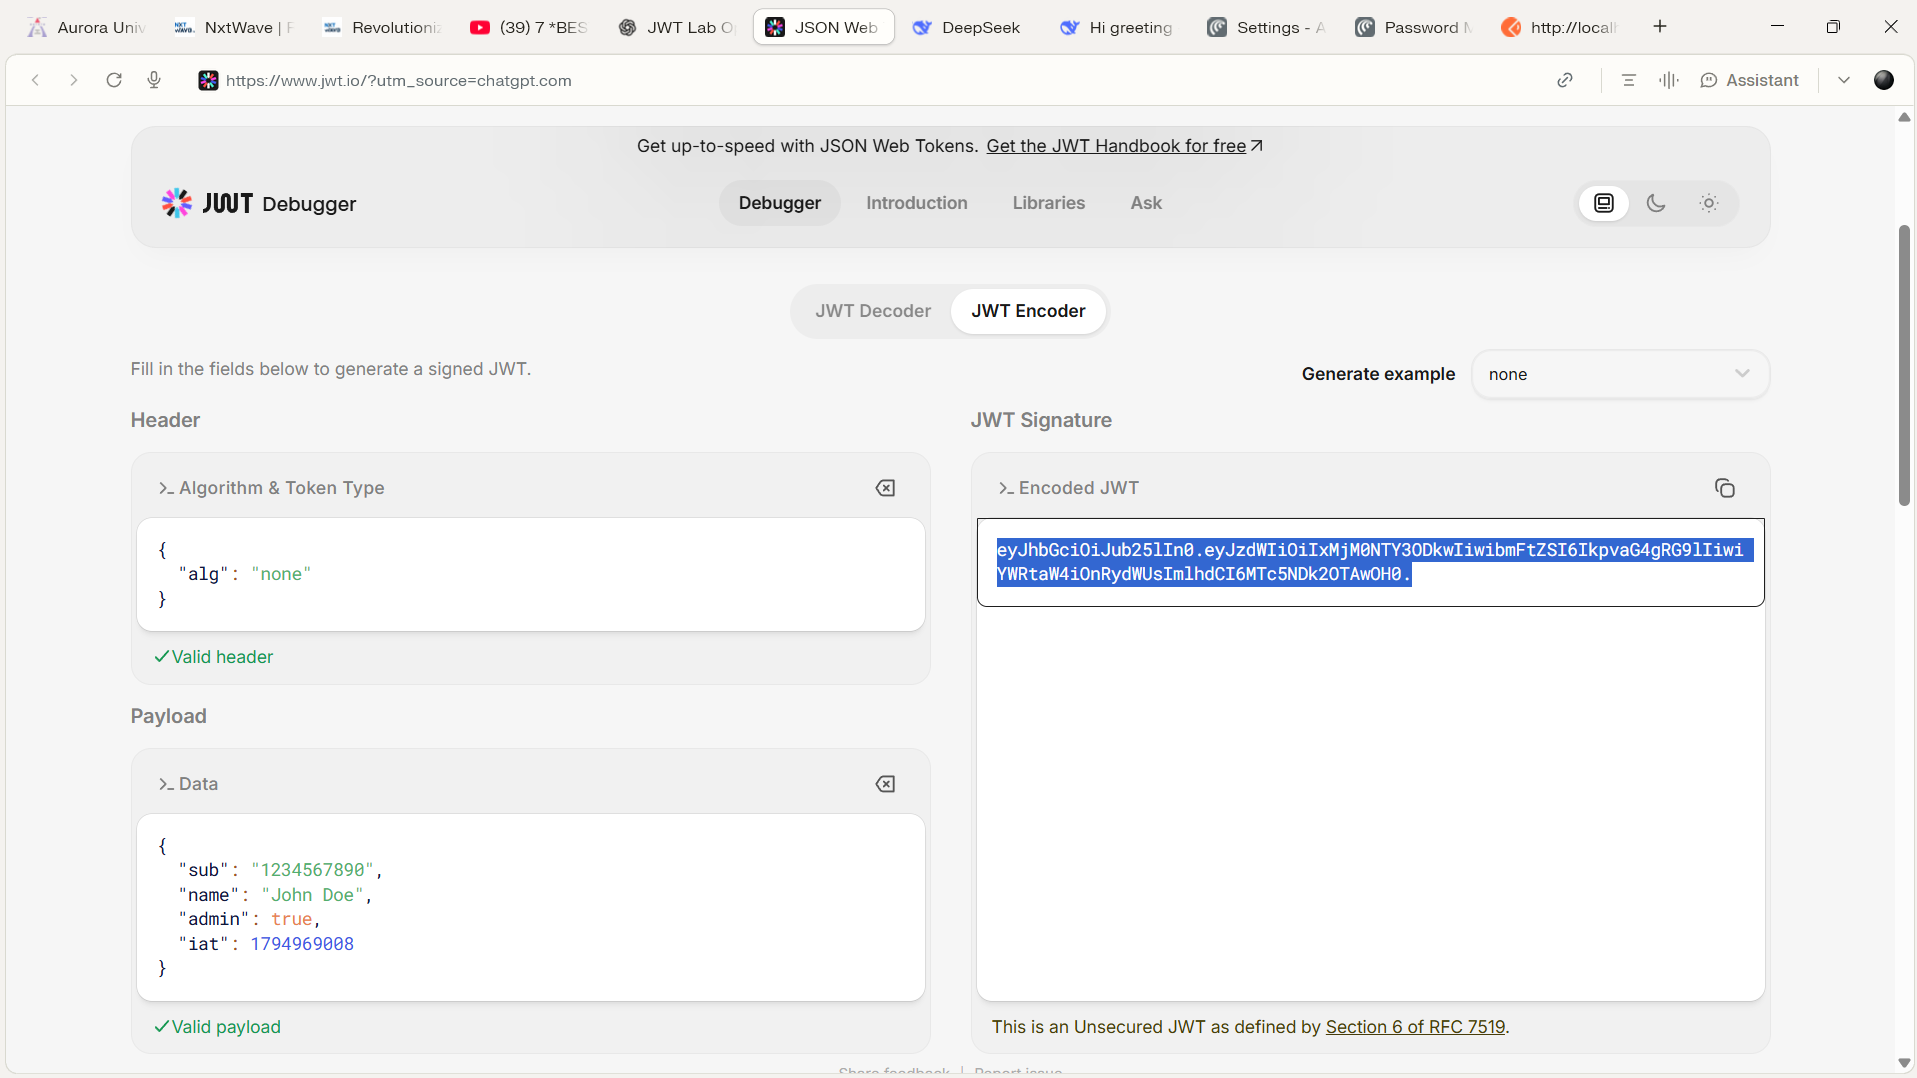 Aurora Univ
NxtWave | F
Revolutioniz
(39) 7 *BES
JWT Lab O
JSON Web
DeepSeek
Hi greeting
Settings - A
Password M
http://localh
https://www.jwt.io/?utm_source=chatgpt.com
Assistant
Get up-to-speed with JSON Web Tokens. Get the JWT Handbook for free
JWT Debugger
Debugger
Introduction
Libraries
Ask
JWT Decoder
JWT Encoder
Fill in the fields below to generate a signed JWT.
Generate example
none
Header
Algorithm & Token Type
{
"alg": "none"
}
Valid header
Payload
Data
{
"sub": "1234567890",
"name": "John Doe",
"admin": true,
"iat": 1794969008
}
Valid payload
JWT Signature
Encoded JWT
eyJhbGciOiJub25lIn0.eyJzdWIiOiIxMjM0NTY3ODkwIiwibmFtZSI6IkpvaG4gRG9lIiwi
YWRtaW4iOnRydWUsImlhdCI6MTc5NDk2OTAwOH0.
This is an Unsecured JWT as defined by Section 6 of RFC 7519.
Share feedback
Report issue